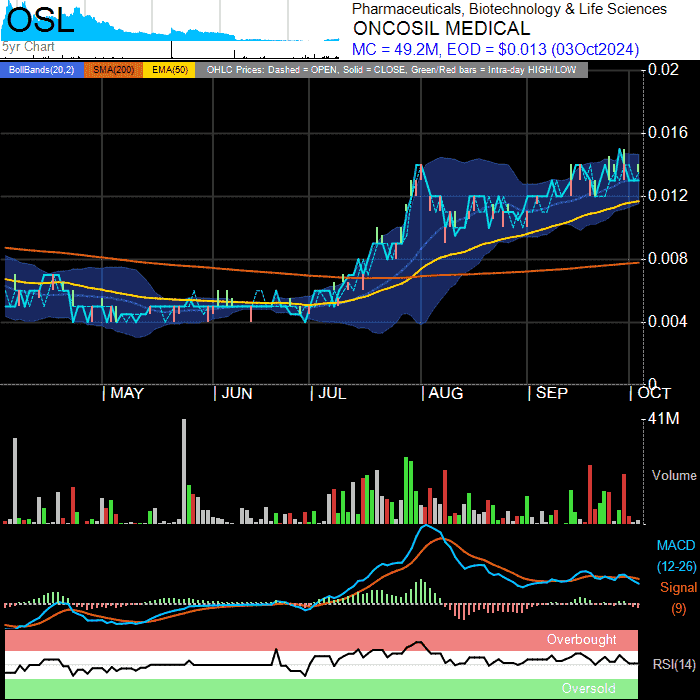 OSL
5yr Chart
Pharmaceuticals, Biotechnology & Life Sciences
ONCOSIL MEDICAL
MC = 49.2M, EOD = $0.013 (03Oct2024)
BollBands(20,2) SMA(200) EMA(50) OHLC Prices: Dashed = OPEN, Solid = CLOSE, Green/Red bars = Intra-day HIGH/LOW
0.02
0.016
0.012
0.008
0.004
0
MAY JUN JUL AUG SEP OCT
41M
Volume
MACD
(12-26)
Signal
(9)
Overbought
RSI(14)
Oversold